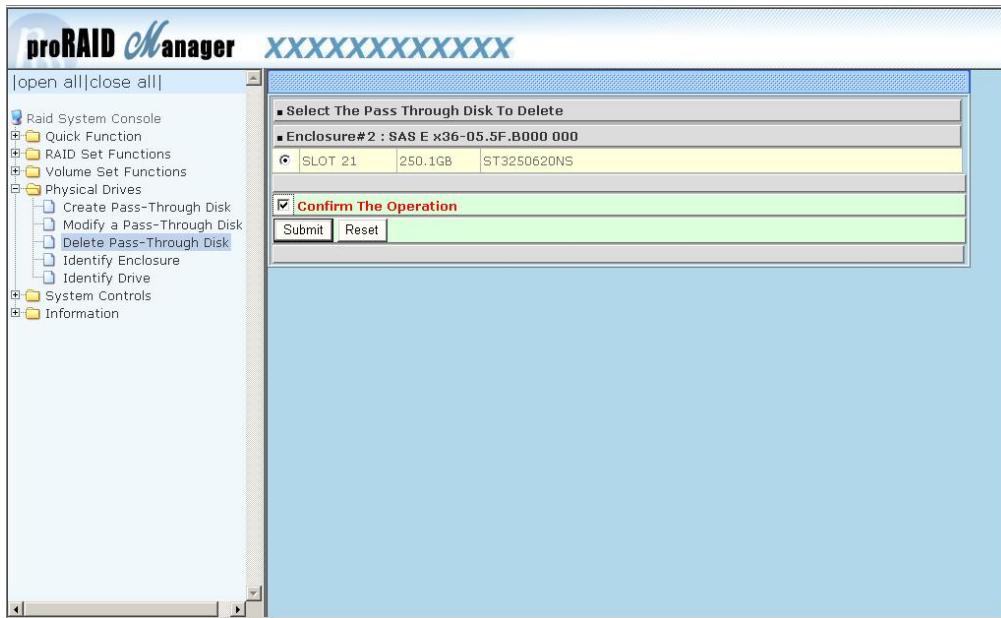 proRAID Manager XXXXXXXXXXXXX
|open all|close all|
Raid System Console
Quick Function
RAID Set Functions
Volume Set Functions
Physical Drives
Create Pass-Through Disk
Modify a Pass-Through Disk
Delete Pass-Through Disk
Identify Enclosure
Identify Drive
System Controls
Information
Select The Pass Through Disk To Delete
Enclosure#2 : SAS E x36-05.5F.B000 000
SLOT 21 250.1GB ST3250620NS
Confirm The Operation
Submit Reset